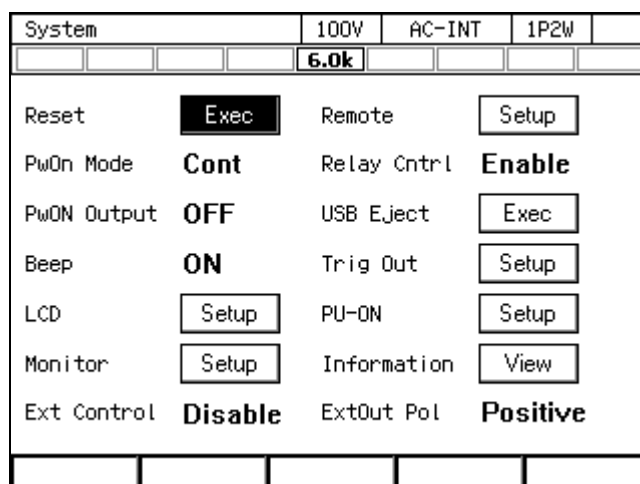 System 100V AC-INT 1P2W
6.0k
Reset Exec Remote Setup
PwOn Mode Cont Relay Cntrl Enable
PwON Output OFF USB Eject Exec
Beep ON Trig Out Setup
LCD Setup PU-ON Setup
Monitor Setup Information View
Ext Control Disable ExtOut Pol Positive